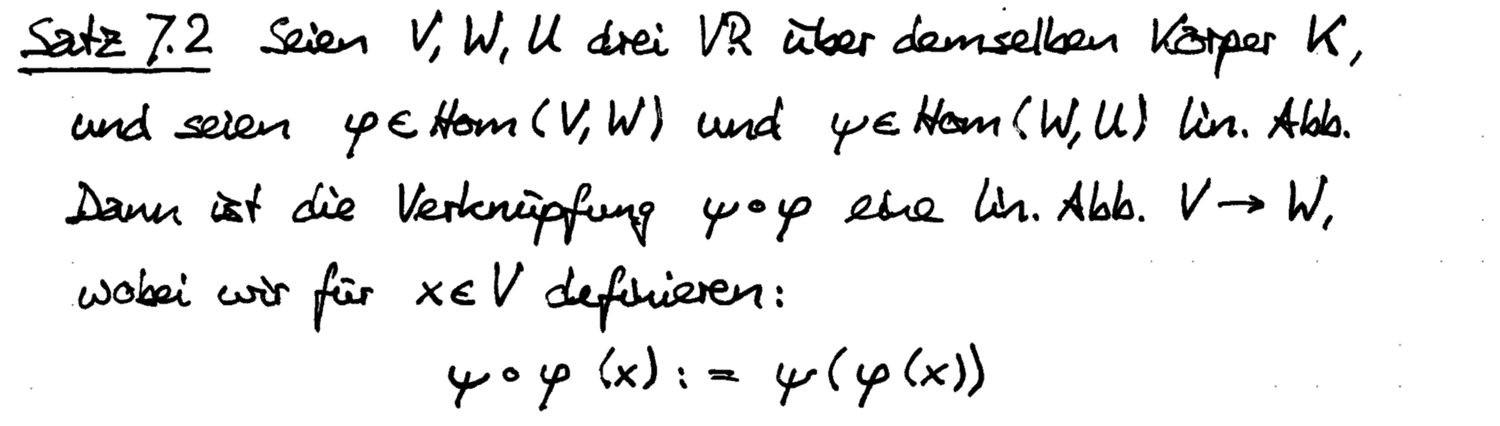 Satz 7.2 Seien V, W, U drei VR über demselben Körper K,
und seien φ ∈ Hom (V, W) und ψ ∈ Hom (W, U) lin. Abb.
Dann ist die Verknüpfung ψ ∘ φ eine lin. Abb. V → W,
wobei wir für x ∈ V definieren:
ψ ∘ φ (x) := ψ (φ (x))